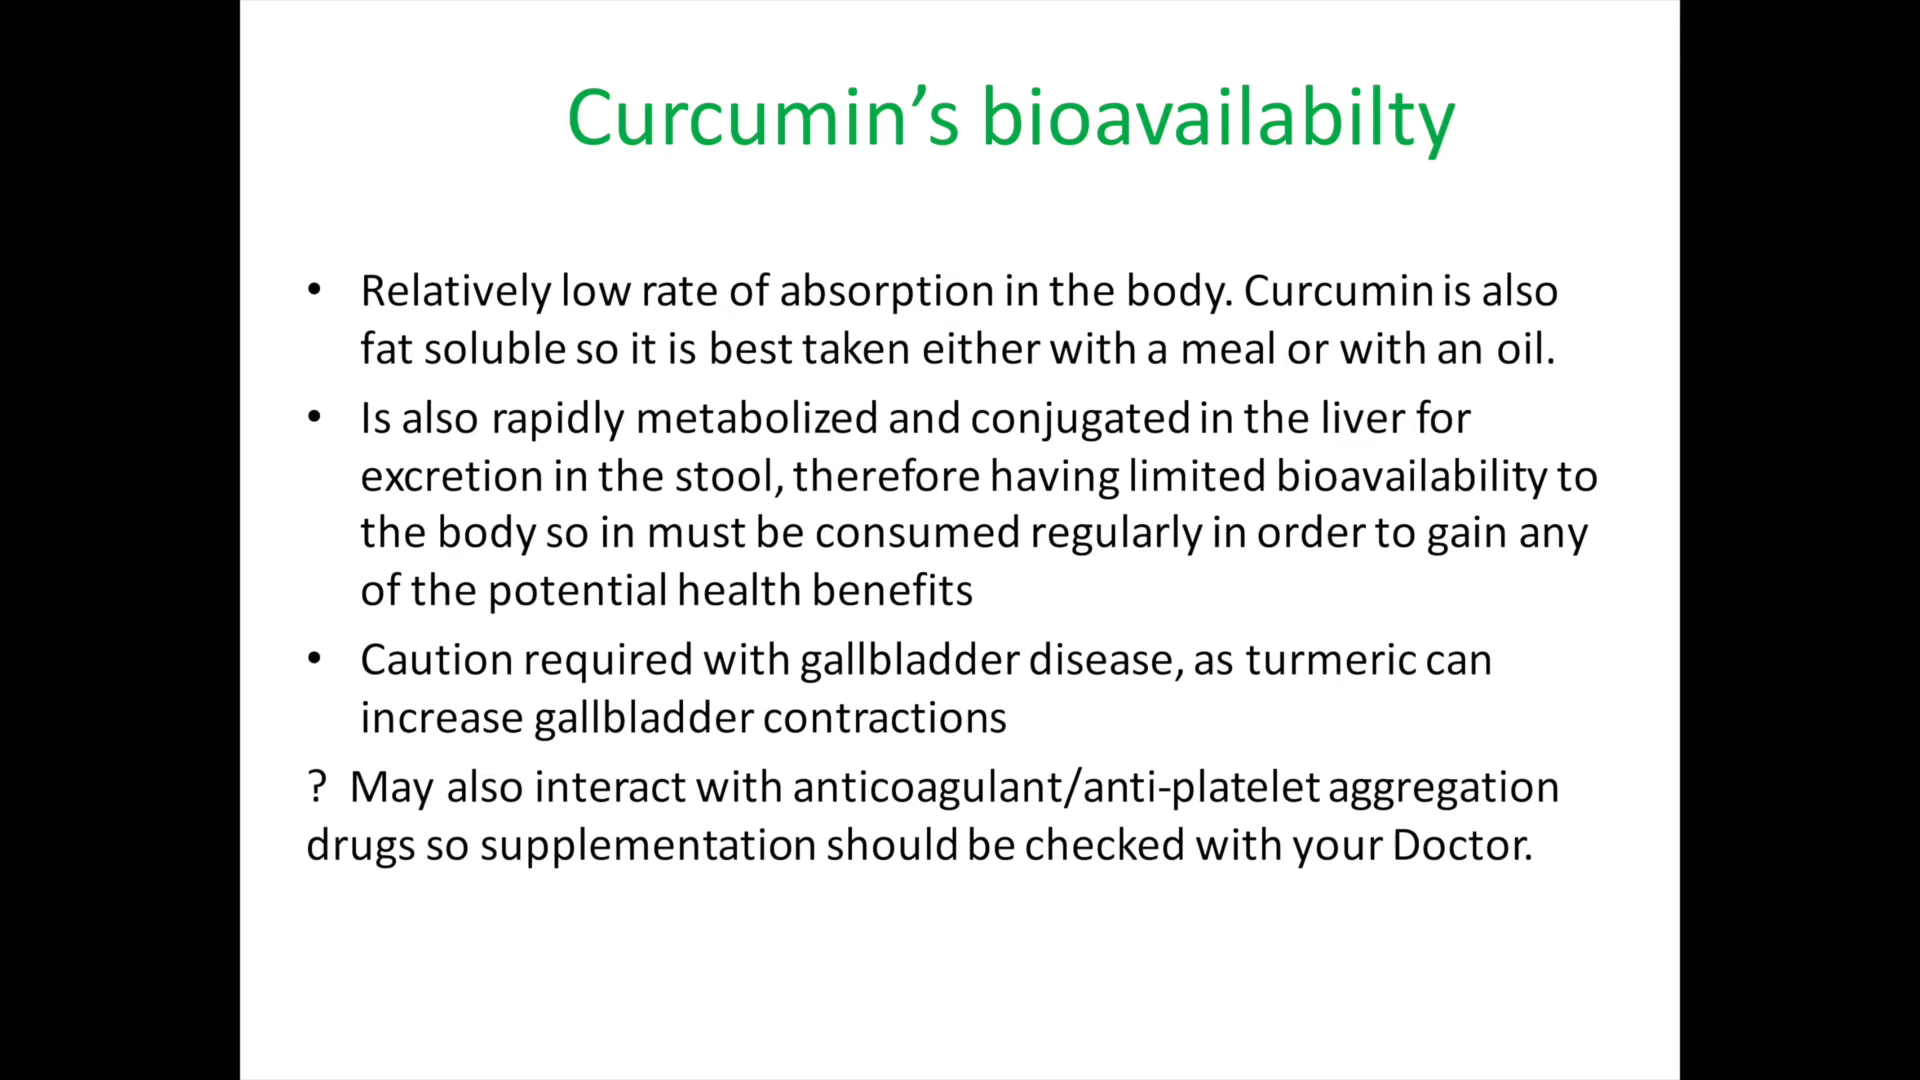 Curcumin’s bioavailabilty
• Relatively low rate of absorption in the body. Curcumin is also
fat soluble so it is best taken either with a meal or with an oil.
• Is also rapidly metabolized and conjugated in the liver for
excretion in the stool, therefore having limited bioavailability to
the body so in must be consumed regularly in order to gain any
of the potential health benefits
• Caution required with gallbladder disease, as turmeric can
increase gallbladder contractions
? May also interact with anticoagulant/anti-platelet aggregation
drugs so supplementation should be checked with your Doctor.